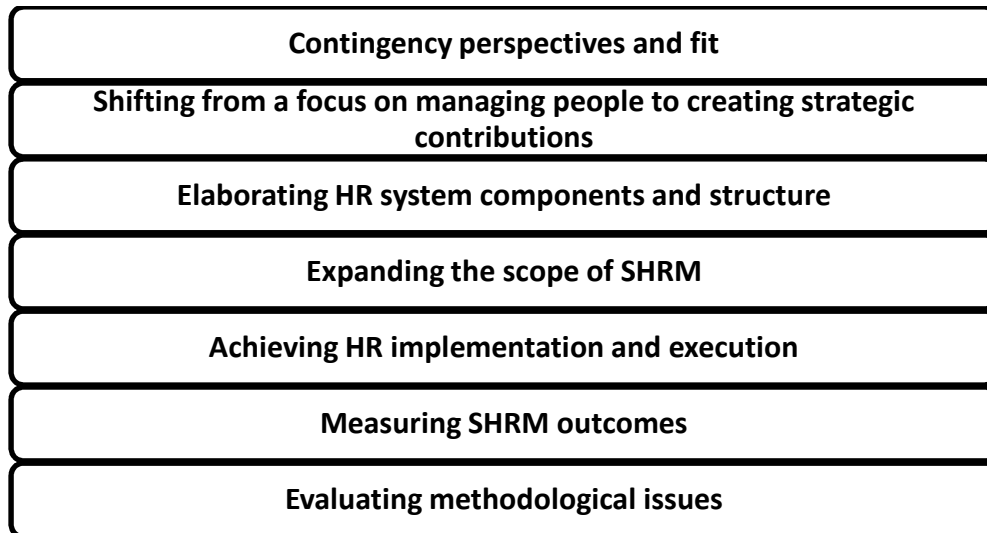 Contingency perspectives and fit
Shifting from a focus on managing people to creating strategic
contributions
Elaborating HR system components and structure
Expanding the scope of SHRM
Achieving HR implementation and execution
Measuring SHRM outcomes
Evaluating methodological issues